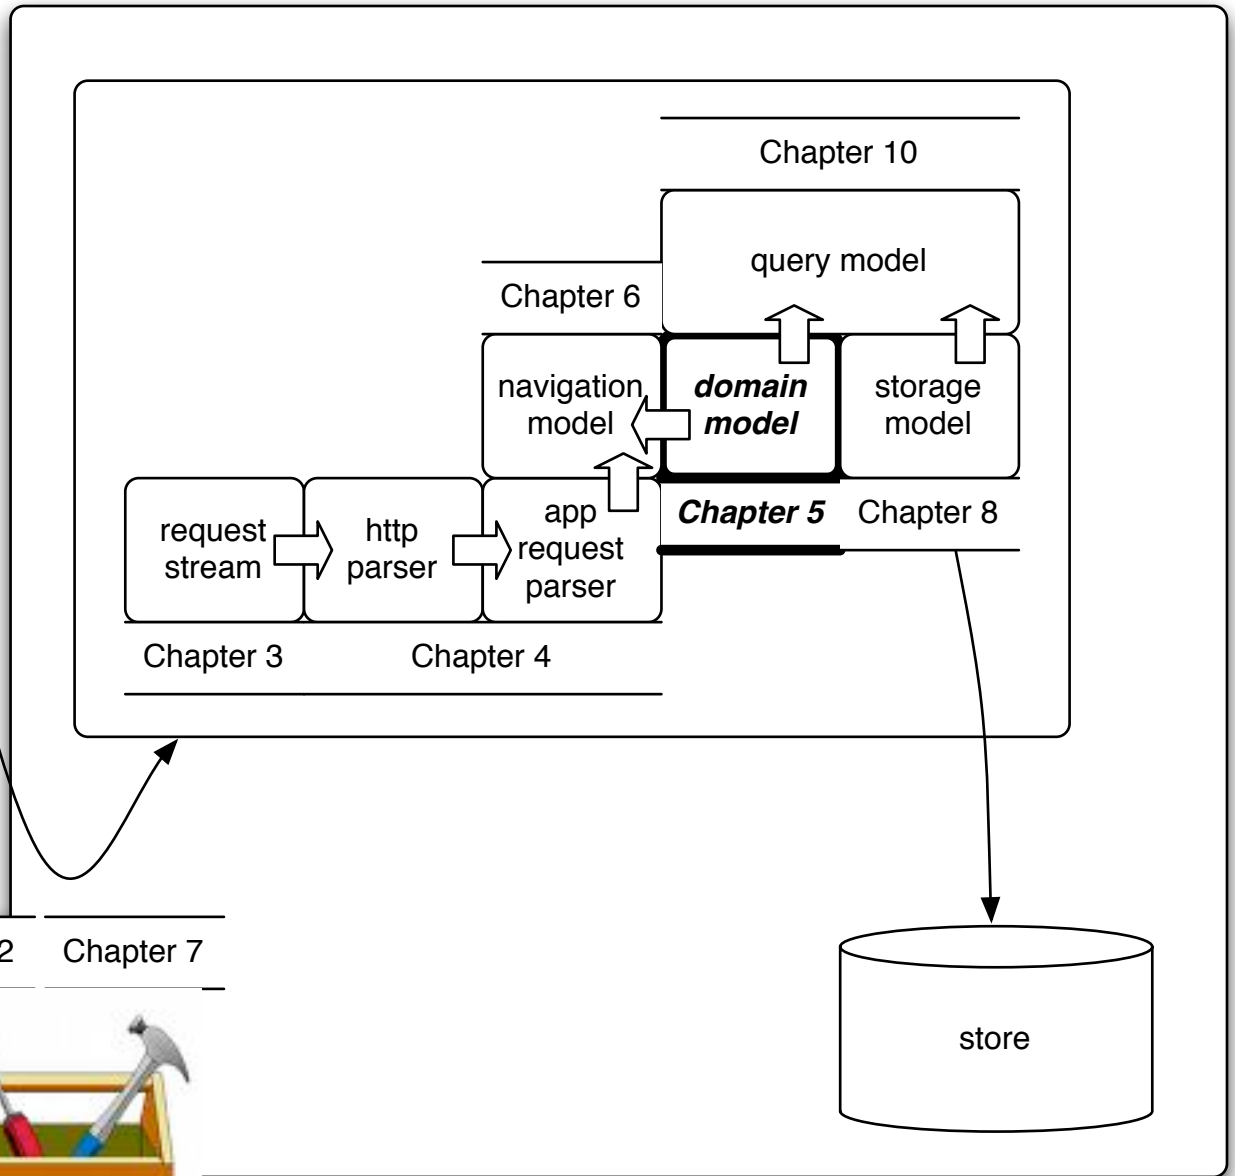 Chapter 10
query model
Chapter 6
navigation
model
domain
model
storage
model
request
stream
http
parser
app
request
parser
Chapter 5
Chapter 8
Chapter 3
Chapter 4
2
Chapter 7
store